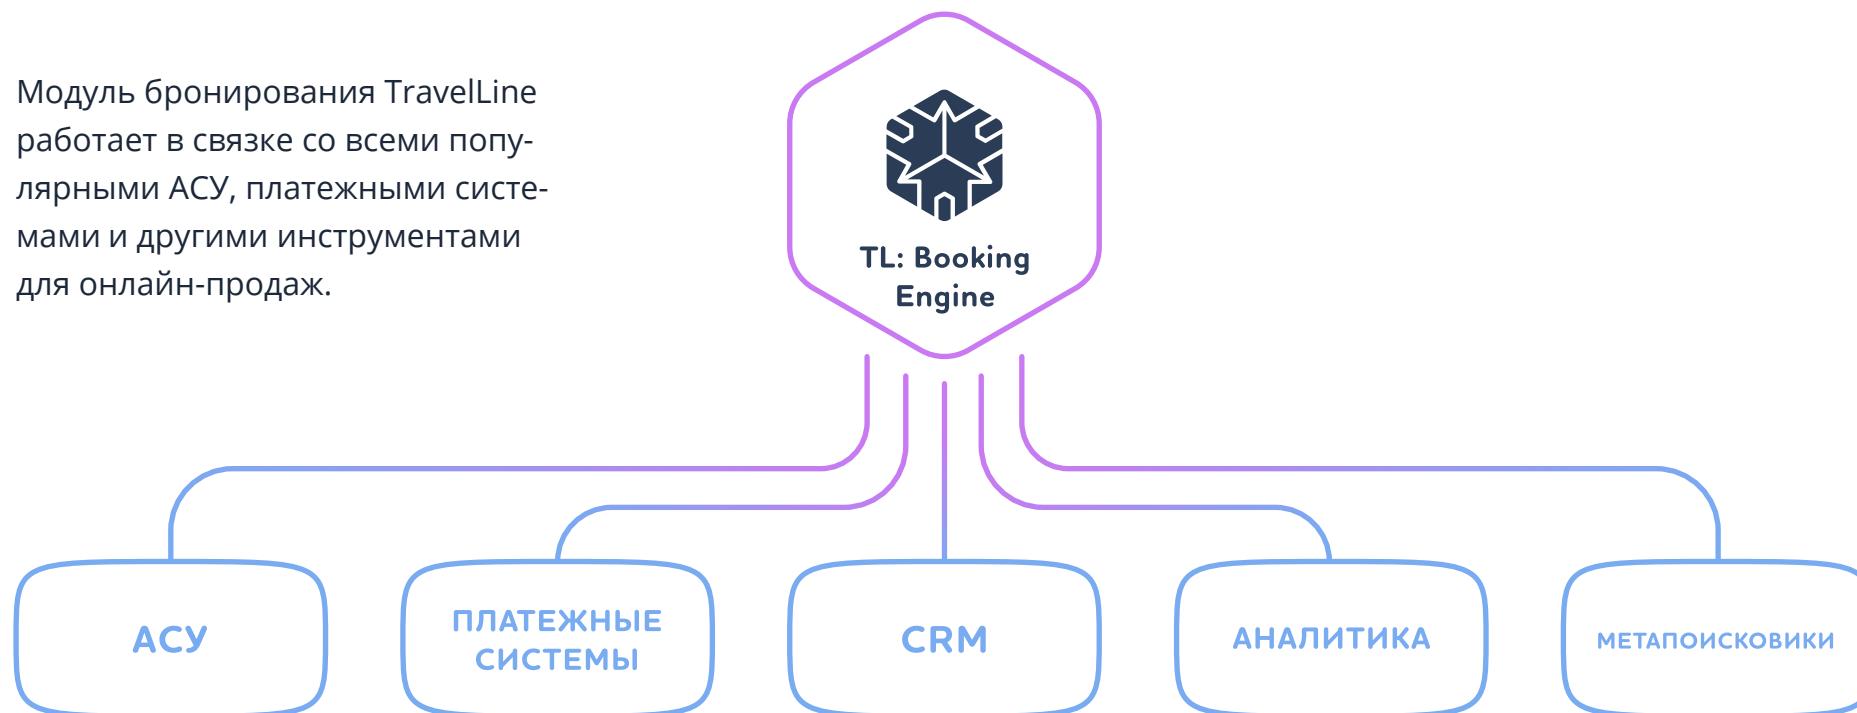 Модуль бронирования TravelLine
работает в связке со всеми попу-
лярными АСУ, платежными систе-
мами и другими инструментами
для онлайн-продаж.
TL: Booking
Engine
АСУ
ПЛАТЕЖНЫЕ
СИСТЕМЫ
CRM
АНАЛИТИКА
МЕТАПОИСКОВИКИ